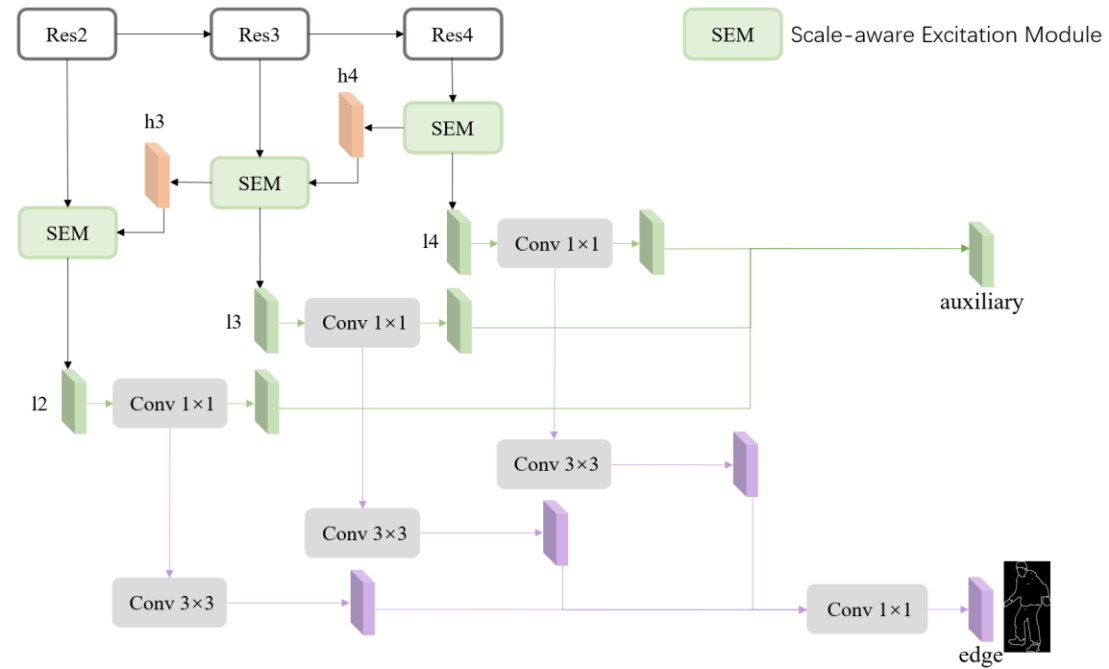 Res2
Res3
Res4
SEM
Scale-aware Excitation Module
h4
SEM
h3
SEM
SEM
l4
Conv 1×1
auxiliary
l3
Conv 1×1
l2
Conv 1×1
Conv 3×3
Conv 3×3
Conv 3×3
Conv 1×1
edge